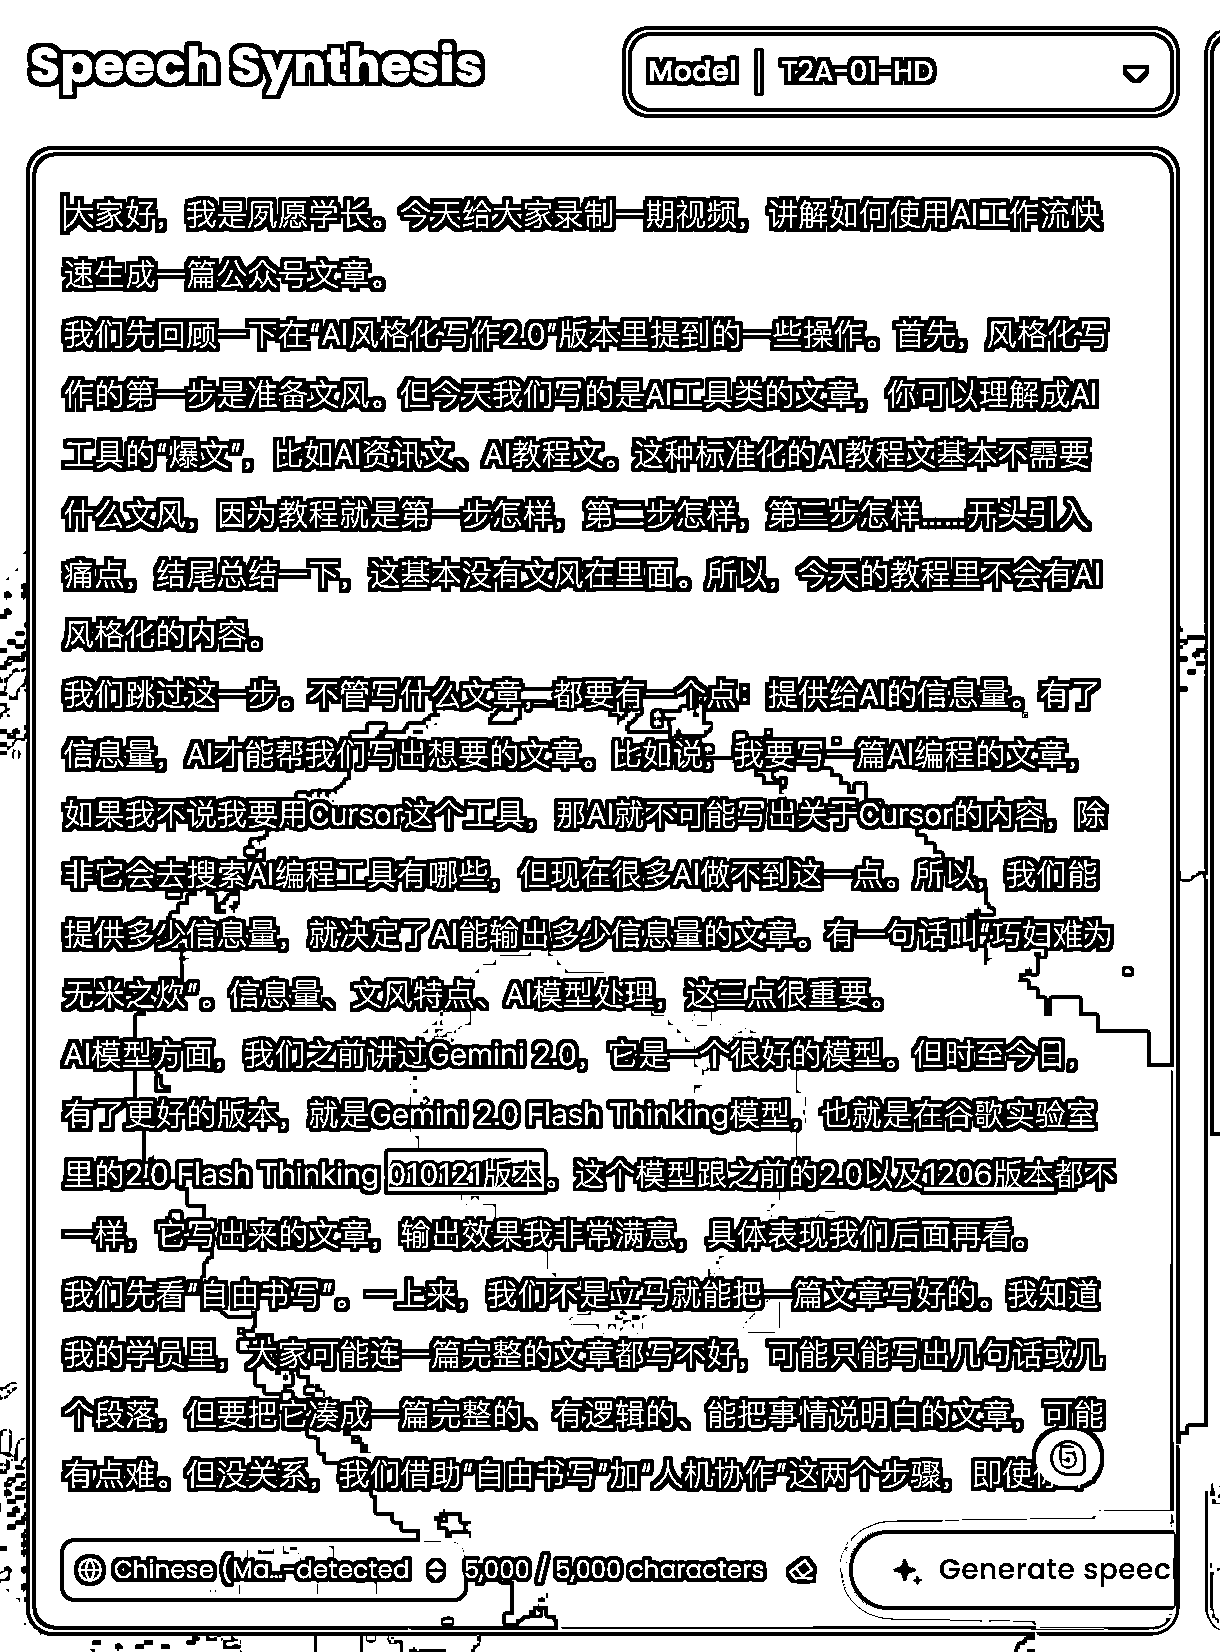 Speech Synthesis
Model | T2A-01-HD
大家好，我是夙愿学长。今天给大家录制一期视频，讲解如何使用AI工作流快
速生成一篇公众号文章。
我们先回顾一下在“AI风格化写作2.0”版本里提到的一些操作。首先，风格化写
作的第一步是准备文风。但今天我们写的是AI工具类的文章，你可以理解成AI
工具的“爆文”，比如AI资讯文、AI教程文。这种标准化的AI教程文基本不需要
什么文风，因为教程就是第一步怎样，第二步怎样，第三步怎样……开头引入
痛点，结尾总结一下，这基本没有文风在里面。所以，今天的教程里不会有AI
风格化的内容。
我们跳过这一步。不管写什么文章，都要有一个点：提供给AI的信息量。有了
信息量，AI才能帮我们写出想要的文章。比如说；我要写一篇AI编程的文章，
如果我不说我要用Cursor这个工具，那AI就不可能写出关于Cursor的内容，除
非它会去搜索AI编程工具有哪些，但现在很多AI做不到这一点。所以，我们能
提供多少信息量，就决定了AI能输出多少信息量的文章。有一句话叫“巧妇难为
无米之炊”。信息量、文风特点、AI模型处理，这三点很重要。
AI模型方面，我们之前讲过Gemini 2.0，它是一个很好的模型。但时至今日，
有了更好的版本，就是Gemini 2.0 Flash Thinking模型，也就是在谷歌实验室
里的2.0 Flash Thinking 010121版本。这个模型跟之前的2.0以及1206版本都不
一样，它写出来的文章，输出效果我非常满意，具体表现我们后面再看。
我们先看“自由书写”。一上来，我们不是立马就能把一篇文章写好的。我知道
我的学员里，大家可能连一篇完整的文章都写不好，可能只能写出几句话或几
个段落，但要把它凑成一篇完整的、有逻辑的、能把事情说明白的文章，可能
有点难。但没关系，我们借助“自由书写”加“人机协作”这两个步骤，即使
5
Chinese (Ma..-detected
5,000 / 5,000 characters
Generate speec